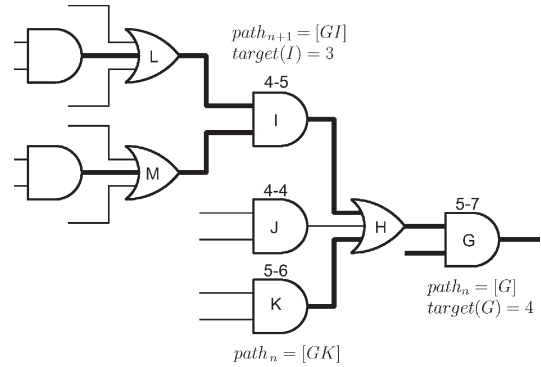 L
path_{n+1} = [GI]
target(I) = 3
4-5
I
M
4-4
J
H
5-7
G
5-6
K
path_n = [G]
target(G) = 4
path_n = [GK]